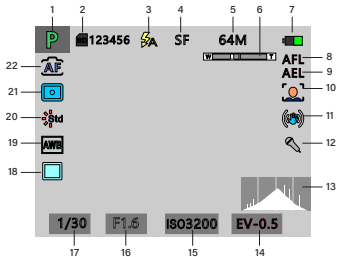 1 2 3 4 5 6 7
P 123456 A SF 64M
W T
AFL 8
AEL 9
22 AF
10
21
11
20 Std
12
19 AWB
13
18
1/30 F1.6 ISO3200 EV-0.5
17 16 15 14